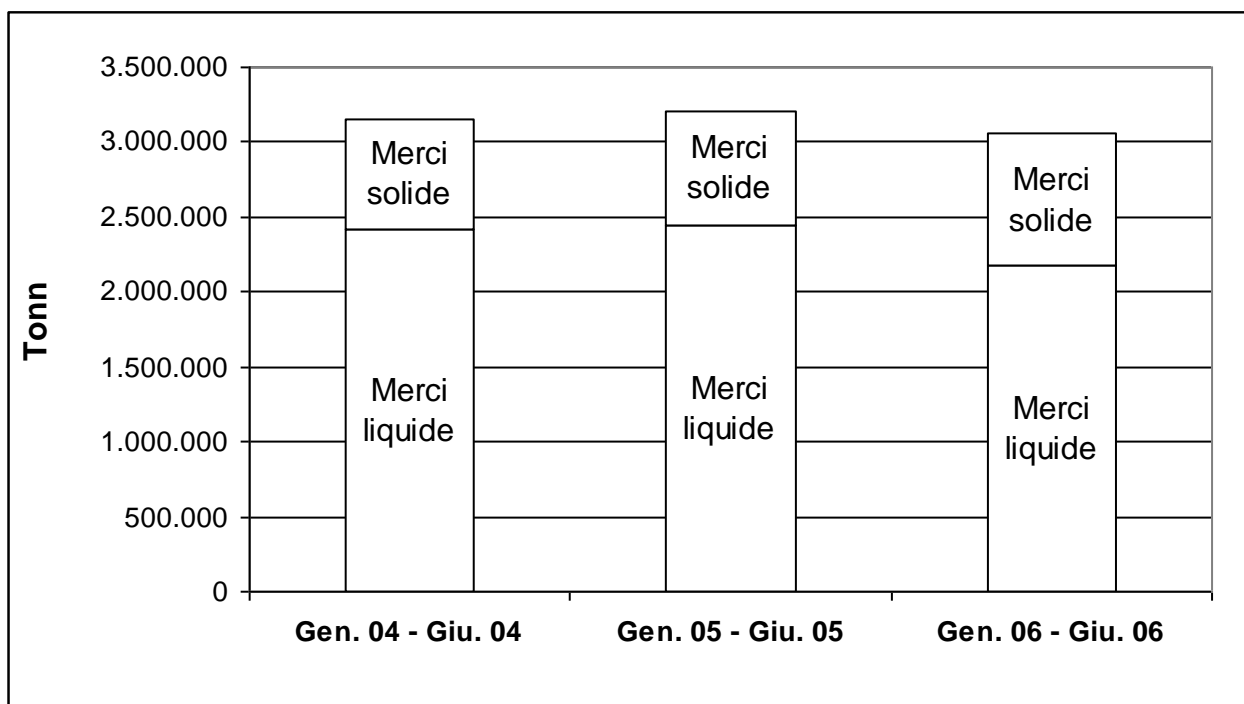 3.500.000
3.000.000
2.500.000
2.000.000
1.500.000
1.000.000
500.000
0
Tonn
Merci
solide
Merci
liquide
Merci
solide
Merci
liquide
Merci
solide
Merci
liquide
Gen. 04 - Giu. 04
Gen. 05 - Giu. 05
Gen. 06 - Giu. 06